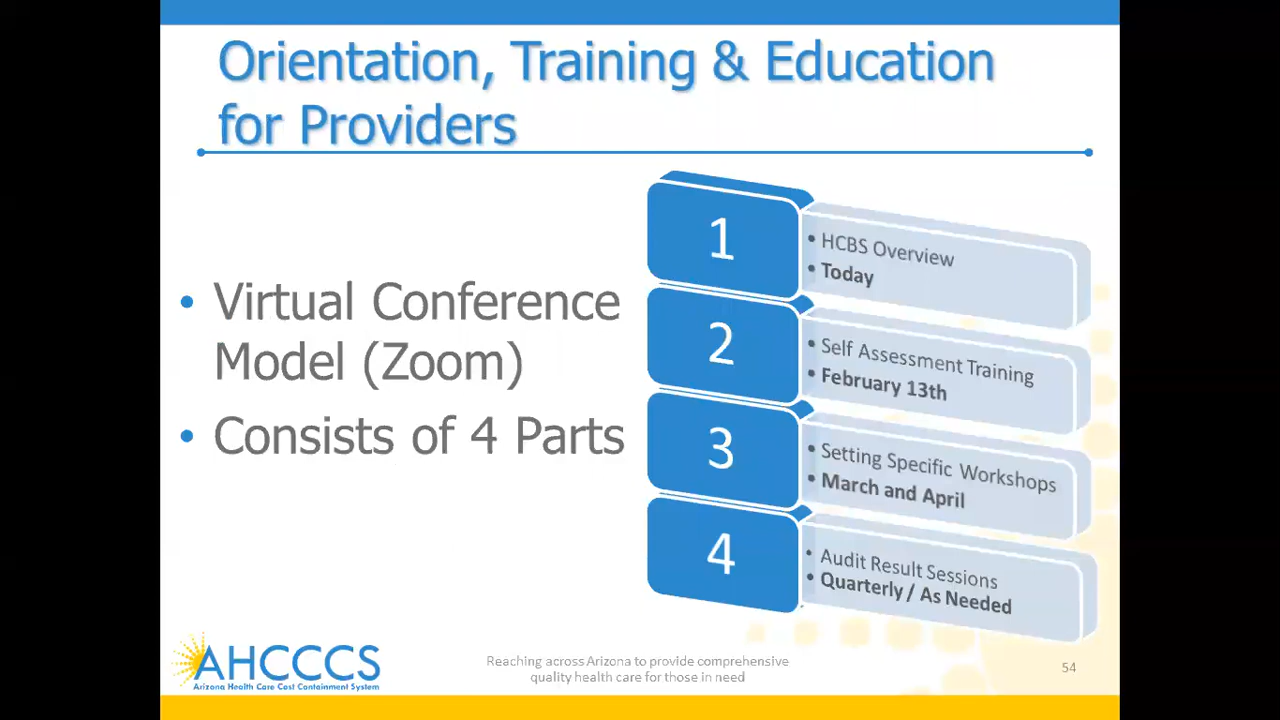 Orientation, Training & Education
for Providers
• Virtual Conference
Model (Zoom)
• Consists of 4 Parts
1
• HCBS Overview
• Today
2
• Self Assessment Training
• February 13th
3
• Setting Specific Workshops
• March and April
4
• Audit Result Sessions
• Quarterly / As Needed
AHCCCS
Arizona Health Care Cost Containment System
Reaching across Arizona to provide comprehensive
quality health care for those in need
54